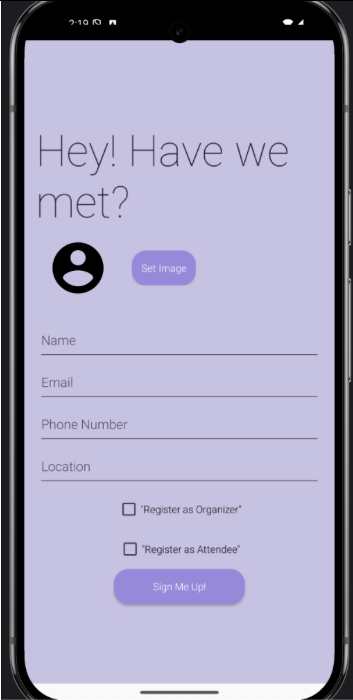 2:19
Hey! Have we
met?
Set Image
Name
Email
Phone Number
Location
"Register as Organizer"
"Register as Attendee"
Sign Me Up!